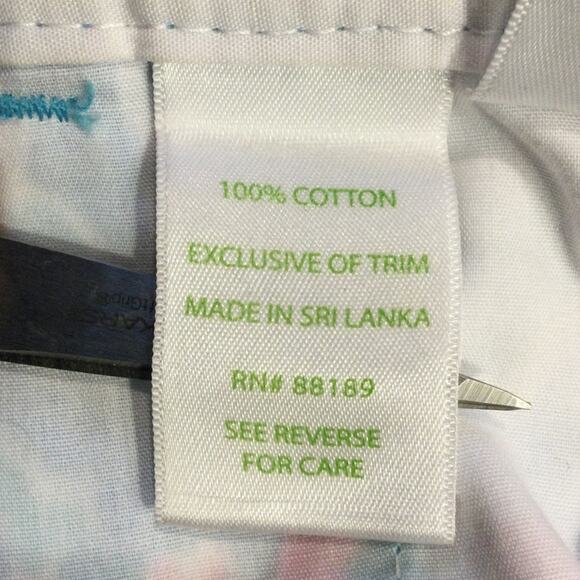 100% COTTON
EXCLUSIVE OF TRIM
MADE IN SRI LANKA
RN# 88189
SEE REVERSE
FOR CARE